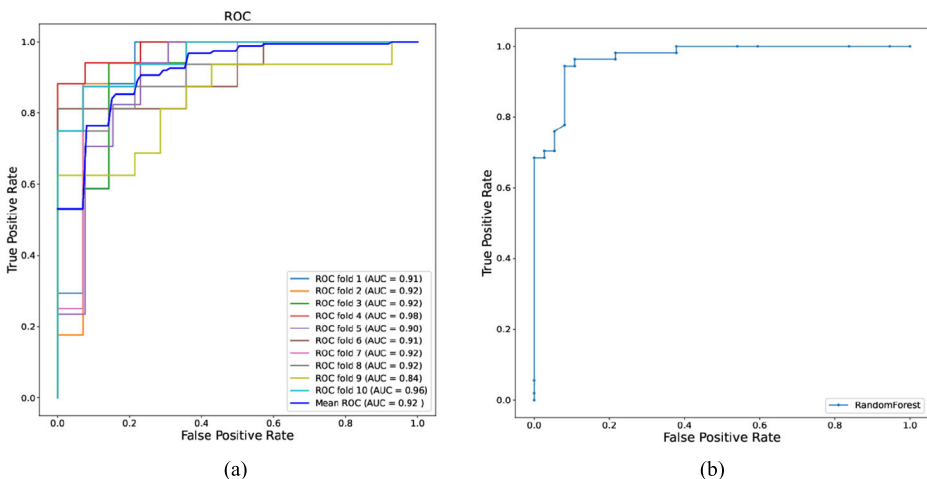 ROC
True Positive Rate
1.0
0.8
0.6
0.4
0.2
0.0
ROC fold 1 (AUC = 0.91)
ROC fold 2 (AUC = 0.92)
ROC fold 3 (AUC = 0.92)
ROC fold 4 (AUC = 0.98)
ROC fold 5 (AUC = 0.90)
ROC fold 6 (AUC = 0.91)
ROC fold 7 (AUC = 0.92)
ROC fold 8 (AUC = 0.92)
ROC fold 9 (AUC = 0.84)
ROC fold 10 (AUC = 0.96)
Mean ROC (AUC = 0.92 )
0.0 0.2 0.4 0.6 0.8 1.0
False Positive Rate
(a)
True Positive Rate
1.0
0.8
0.6
0.4
0.2
0.0
RandomForest
0.0 0.2 0.4 0.6 0.8 1.0
False Positive Rate
(b)